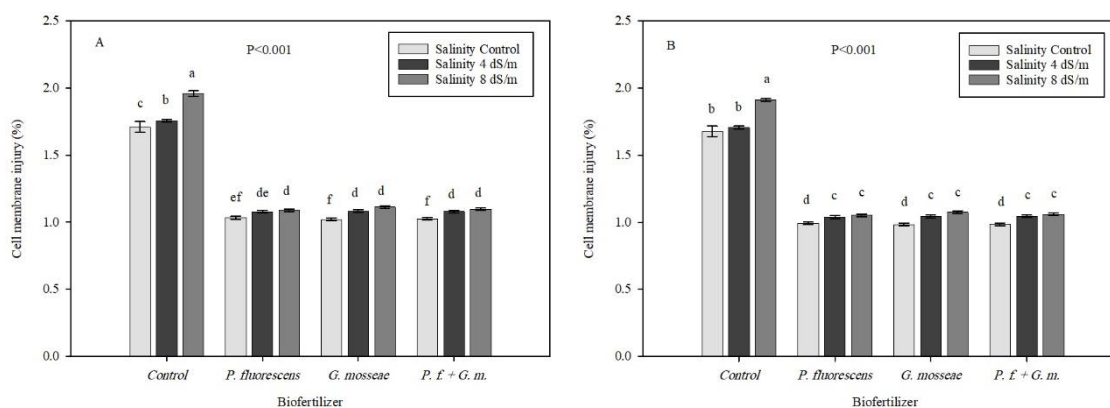 A
P<0.001
Salinity Control
Salinity 4 dS/m
Salinity 8 dS/m
Cell membrane injury (%)
2.5
2.0
1.5
1.0
0.5
0.0
c b a
ef de d
f d d
f d d
Control P. fluorescens G. mosseae P. f. + G. m.
Biofertilizer
B
P<0.001
Salinity Control
Salinity 4 dS/m
Salinity 8 dS/m
Cell membrane injury (%)
2.5
2.0
1.5
1.0
0.5
0.0
b b a
d c c
d c c
d c c
Control P. fluorescens G. mosseae P. f. + G. m.
Biofertilizer